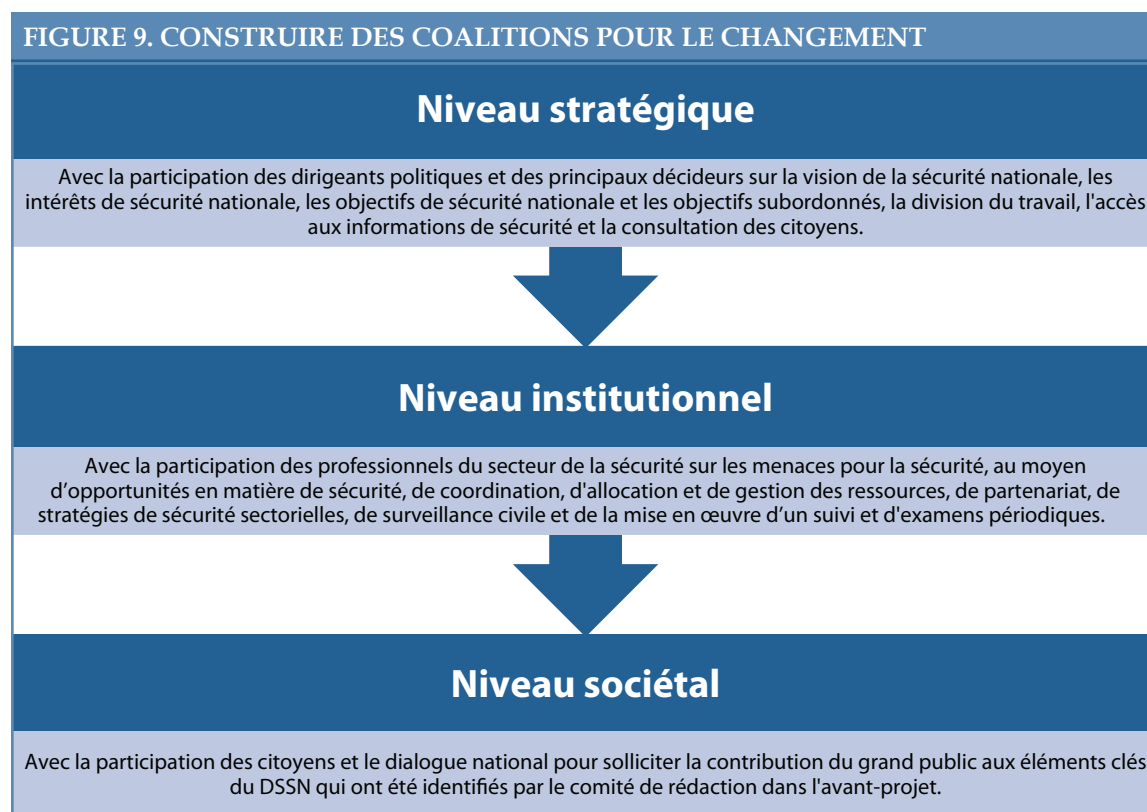 FIGURE 9. CONSTRUIRE DES COALITIONS POUR LE CHANGEMENT
Niveau stratégique
Avec la participation des dirigeants politiques et des principaux décideurs sur la vision de la sécurité nationale, les
intérêts de sécurité nationale, les objectifs de sécurité nationale et les objectifs subordonnés, la division du travail, l'accès
aux informations de sécurité et la consultation des citoyens.
Niveau institutionnel
Avec la participation des professionnels du secteur de la sécurité sur les menaces pour la sécurité, au moyen
d’opportunités en matière de sécurité, de coordination, d'allocation et de gestion des ressources, de partenariat, de
stratégies de sécurité sectorielles, de surveillance civile et de la mise en œuvre d’un suivi et d'examens périodiques.
Niveau sociétal
Avec la participation des citoyens et le dialogue national pour solliciter la contribution du grand public aux éléments clés
du DSSN qui ont été identifiés par le comité de rédaction dans l'avant-projet.